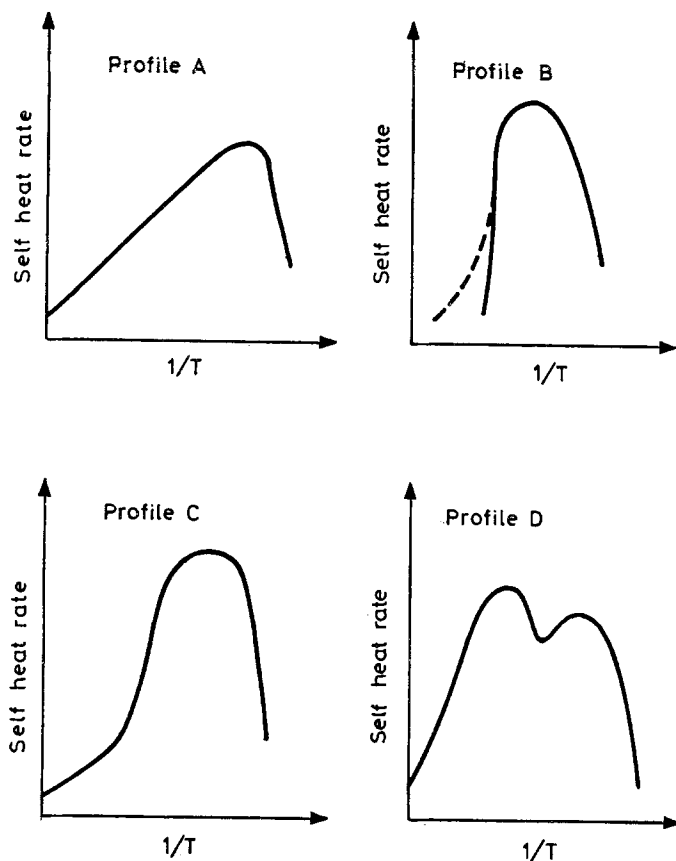 Profile A
Self heat rate
1/T
Profile B
Self heat rate
1/T
Profile C
Self heat rate
1/T
Profile D
Self heat rate
1/T